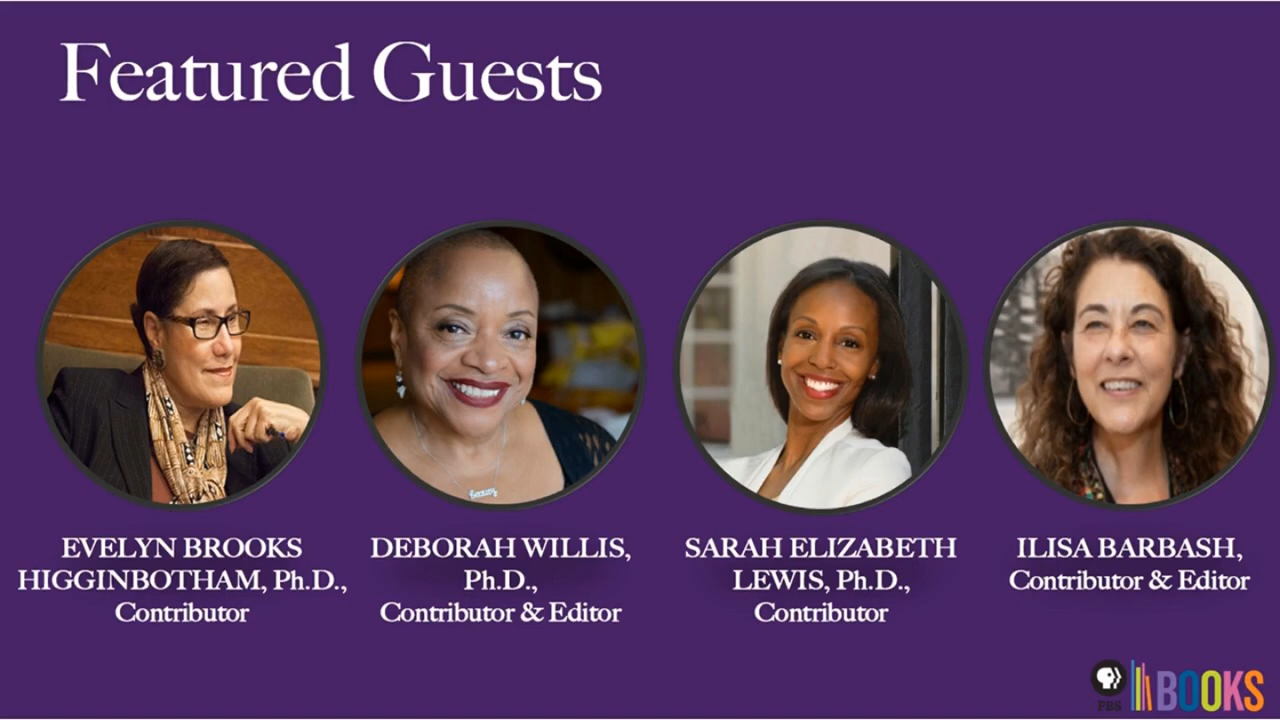 Featured Guests
EVELYN BROOKS
HIGGINBOTHAM, Ph.D.,
Contributor
DEBORAH WILLIS,
Ph.D.,
Contributor & Editor
SARAH ELIZABETH
LEWIS, Ph.D.,
Contributor
ILISA BARBASH,
Contributor & Editor
PBS
BOOKS